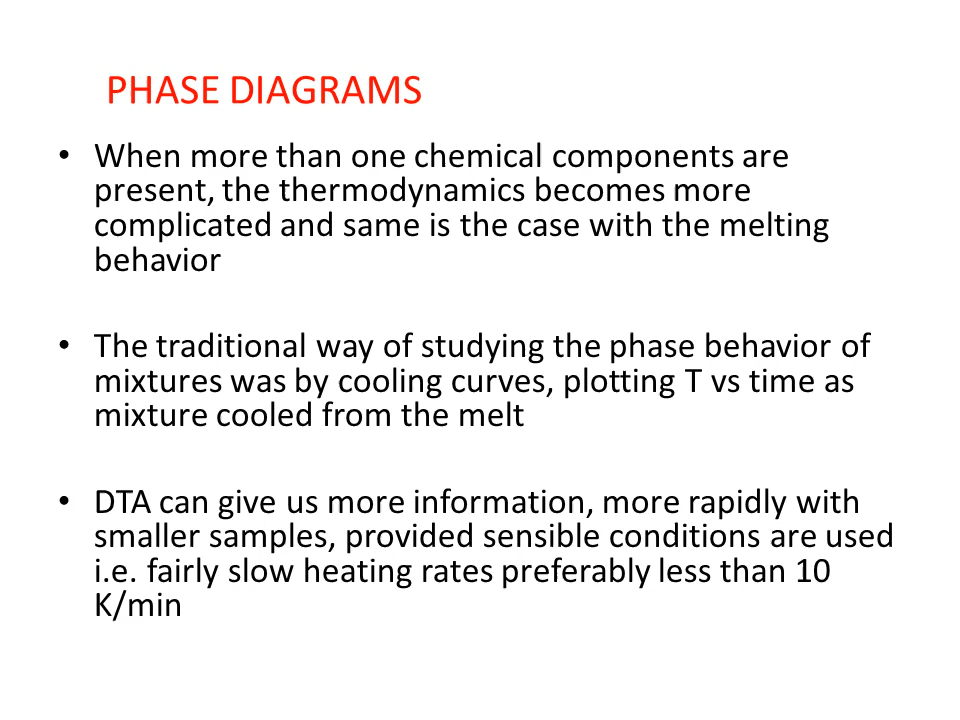 PHASE DIAGRAMS
• When more than one chemical components are
present, the thermodynamics becomes more
complicated and same is the case with the melting
behavior
• The traditional way of studying the phase behavior of
mixtures was by cooling curves, plotting T vs time as
mixture cooled from the melt
• DTA can give us more information, more rapidly with
smaller samples, provided sensible conditions are used
i.e. fairly slow heating rates preferably less than 10
K/min